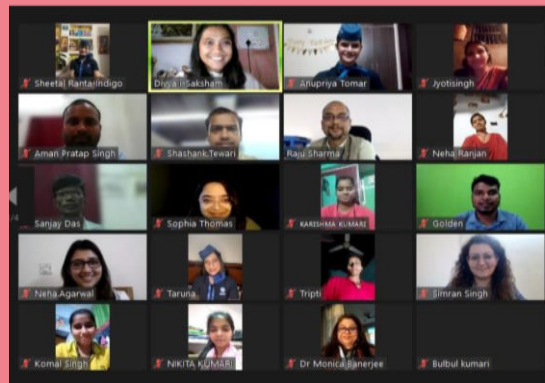 Sheetal Ranta-Indigo
Divya I-Saksham
Anupriya Tomar
Jyotisingh
Aman Pratap Singh
Shashank Tewari
Raju Sharma
Neha Ranjan
Sanjay Das
Sophia Thomas
KARISHMA KUMARI
Golden
Neha Agarwal
Taruna
Tripti
Simran Singh
Komal Singh
NIKITA KUMARI
Dr Monica Banerjee
Bulbul kumari